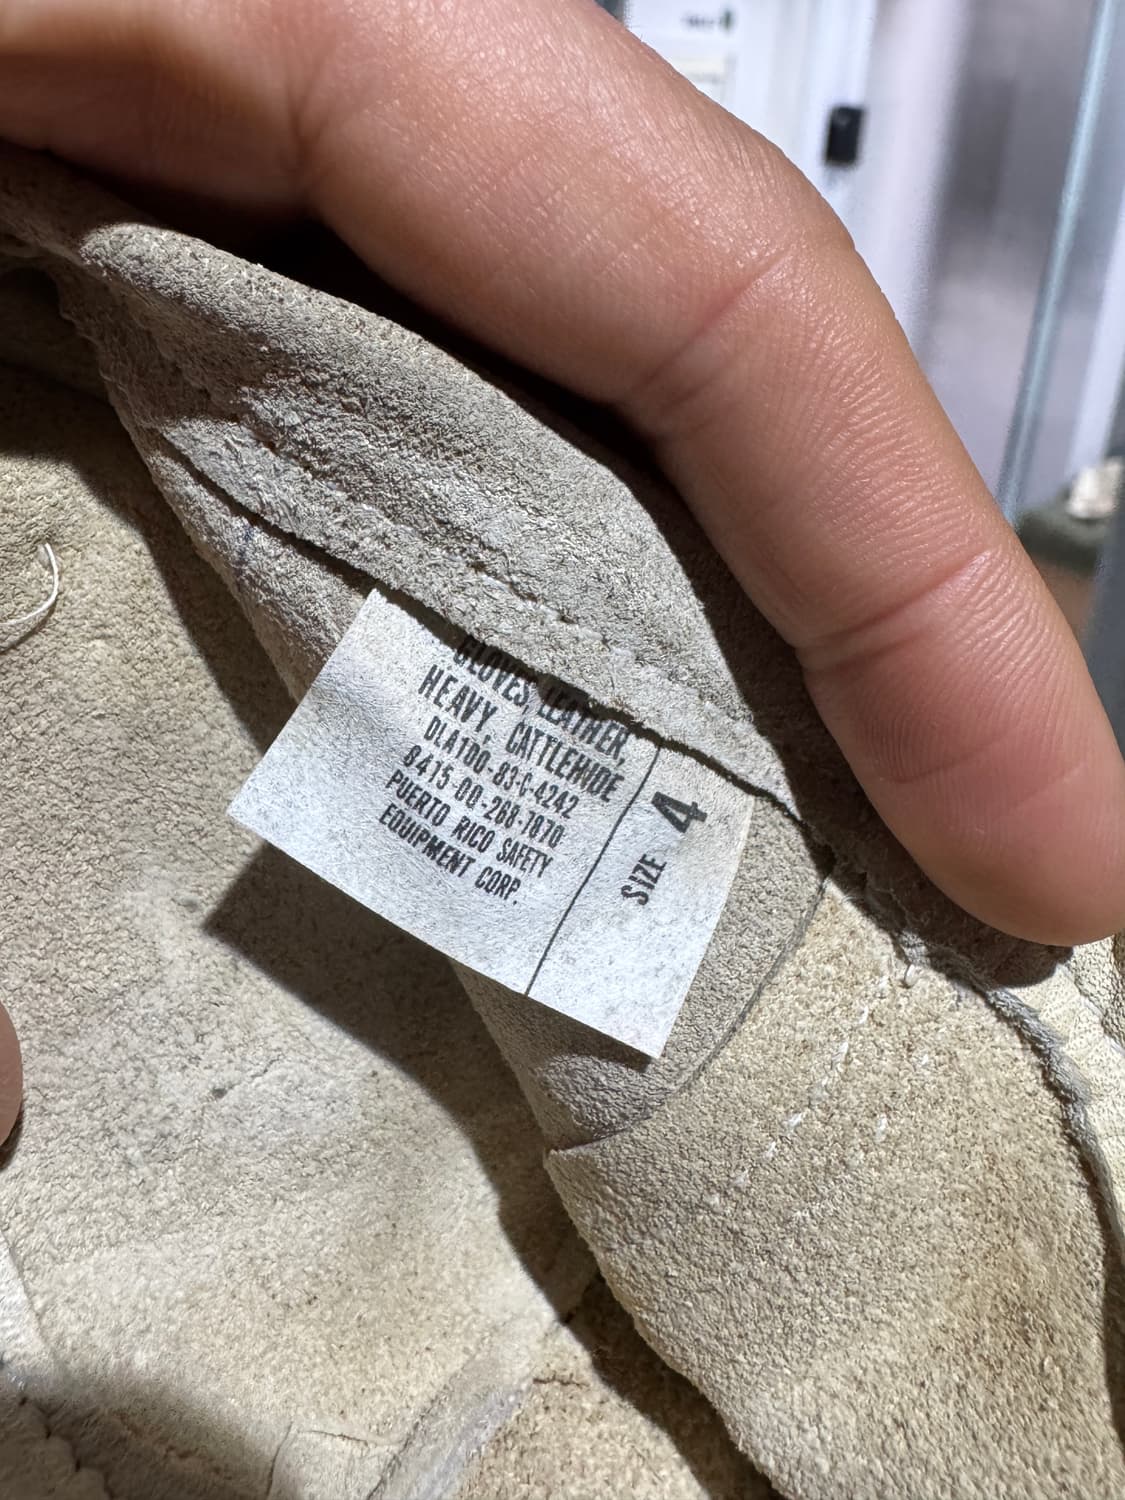 GLOVES, LEATHER,
HEAVY, CATTLEHIDE
DLA100-83-C-4242
8415-00-268-7870
PUERTO RICO SAFETY
EQUIPMENT CORP.
SIZE 4